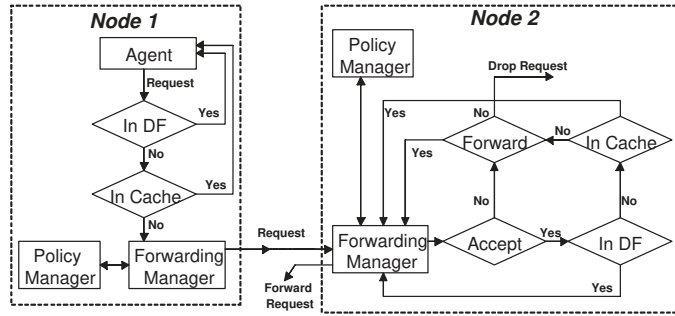 Node 1
Agent
Request
In DF
Yes
No
In Cache
Yes
No
Policy
Manager
Forwarding
Manager
Request
Node 2
Policy
Manager
Drop Request
Yes
No
Forward
No
In Cache
Yes
No
No
Forwarding
Manager
Accept
Yes
In DF
Yes
Forward
Request